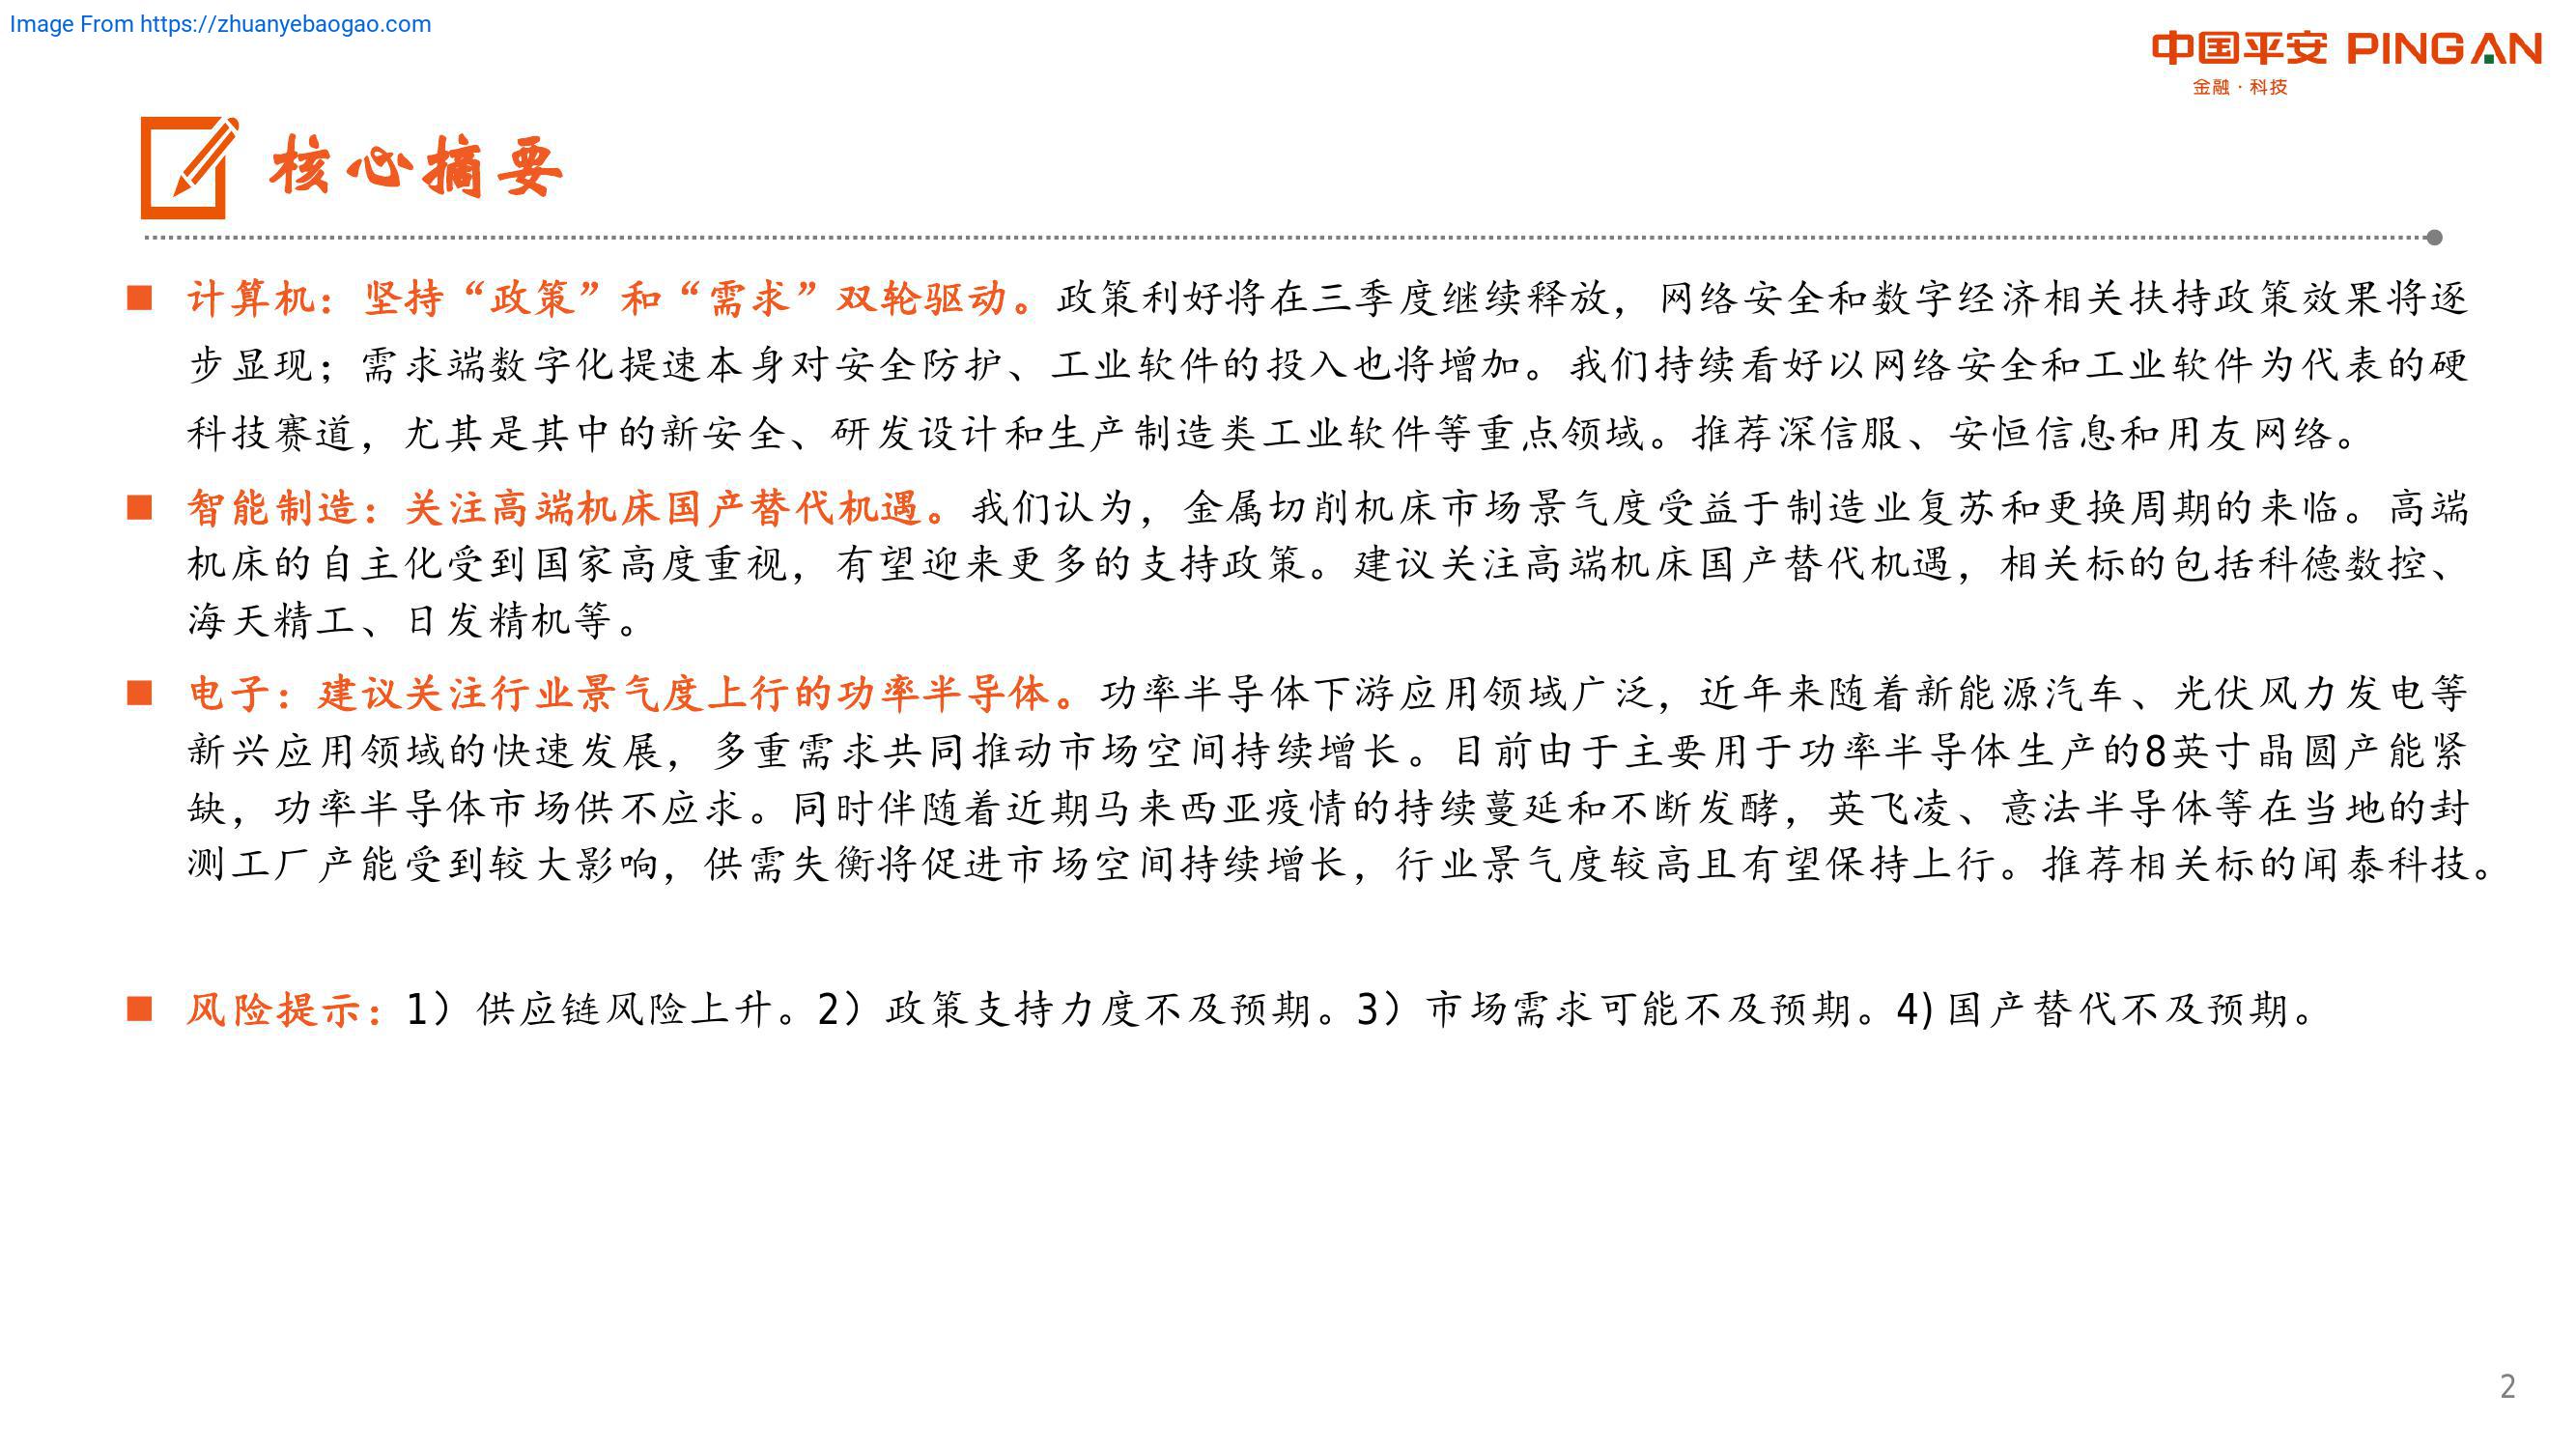 Image From https://zhuanyebaogao.com
中国平安 PING AN
金融·科技
核心摘要
计算机：坚持“政策”和“需求”双轮驱动。政策利好将在三季度继续释放，网络安全和数字经济相关扶持政策效果将逐
步显现；需求端数字化提速本身对安全防护、工业软件的投入也将增加。我们持续看好以网络安全和工业软件为代表的硬
科技赛道，尤其是其中的新安全、研发设计和生产制造类工业软件等重点领域。推荐深信服、安恒信息和用友网络。
智能制造：关注高端机床国产替代机遇。我们认为，金属切削机床市场景气度受益于制造业复苏和更换周期的来临。高端
机床的自主化受到国家高度重视，有望迎来更多的支持政策。建议关注高端机床国产替代机遇，相关标的包括科德数控、
海天精工、日发精机等。
电子：建议关注行业景气度上行的功率半导体。功率半导体下游应用领域广泛，近年来随着新能源汽车、光伏风力发电等
新兴应用领域的快速发展，多重需求共同推动市场空间持续增长。目前由于主要用于功率半导体生产的8英寸晶圆产能紧
缺，功率半导体市场供不应求。同时伴随着近期马来西亚疫情的持续蔓延和不断发酵，英飞凌、意法半导体等在当地的封
测工厂产能受到较大影响，供需失衡将促进市场空间持续增长，行业景气度较高且有望保持上行。推荐相关标的闻泰科技。
风险提示：1）供应链风险上升。2）政策支持力度不及预期。3）市场需求可能不及预期。4) 国产替代不及预期。
2